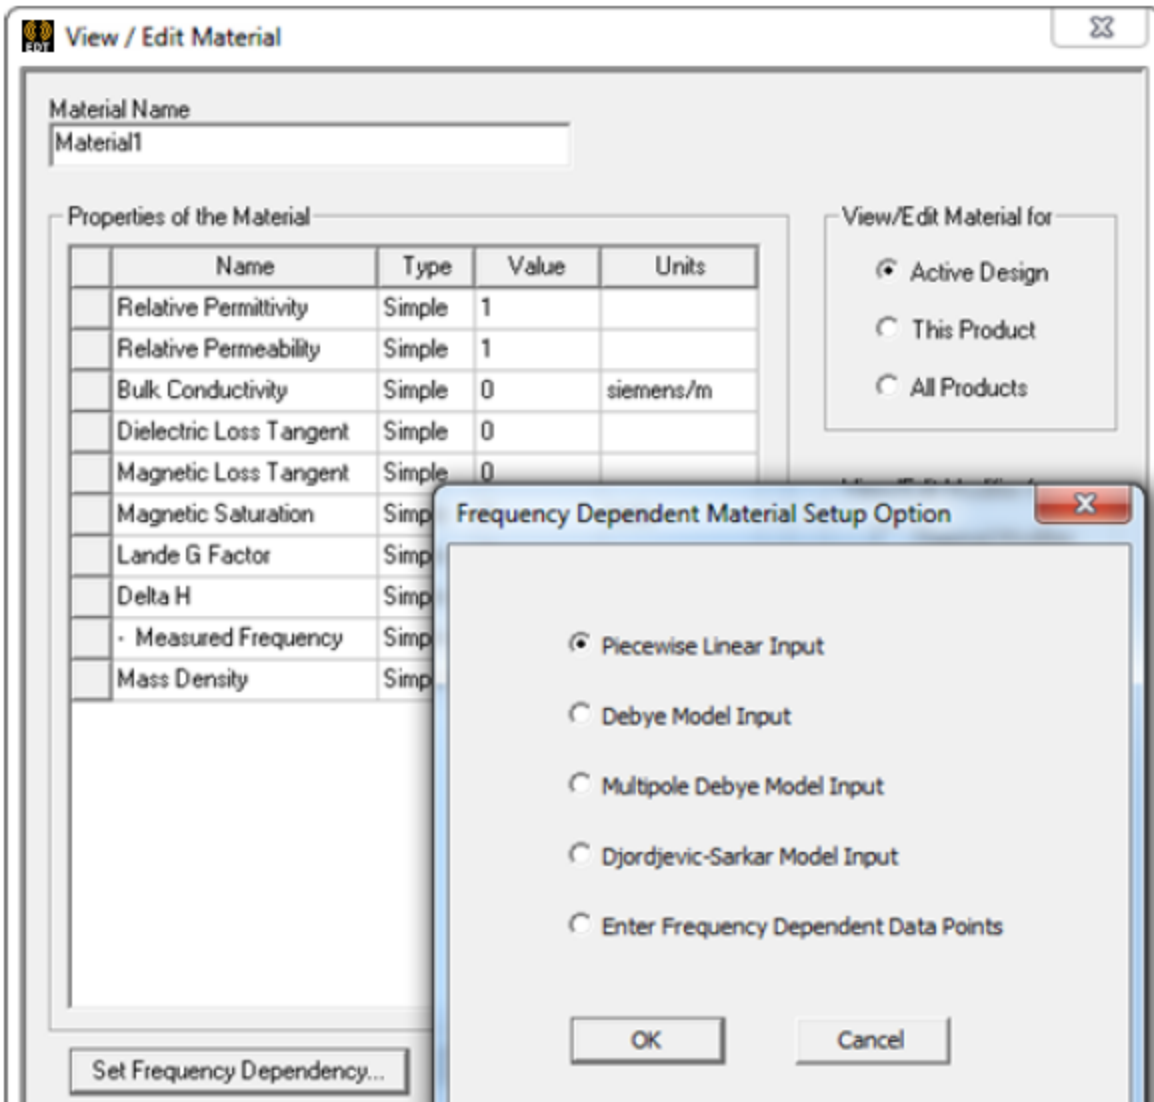 EDT View / Edit Material
Material Name
Material1
Properties of the Material
Name Type Value Units
Relative Permittivity Simple 1
Relative Permeability Simple 1
Bulk Conductivity Simple 0 siemens/m
Dielectric Loss Tangent Simple 0
Magnetic Loss Tangent Simple 0
Magnetic Saturation Simp
Lande G Factor Simp
Delta H Simp
- Measured Frequency Simp
Mass Density Simp
Set Frequency Dependency...
View/Edit Material for
Active Design
This Product
All Products
Frequency Dependent Material Setup Option
Piecewise Linear Input
Debye Model Input
Multipole Debye Model Input
Djordjevic-Sarkar Model Input
Enter Frequency Dependent Data Points
OK Cancel